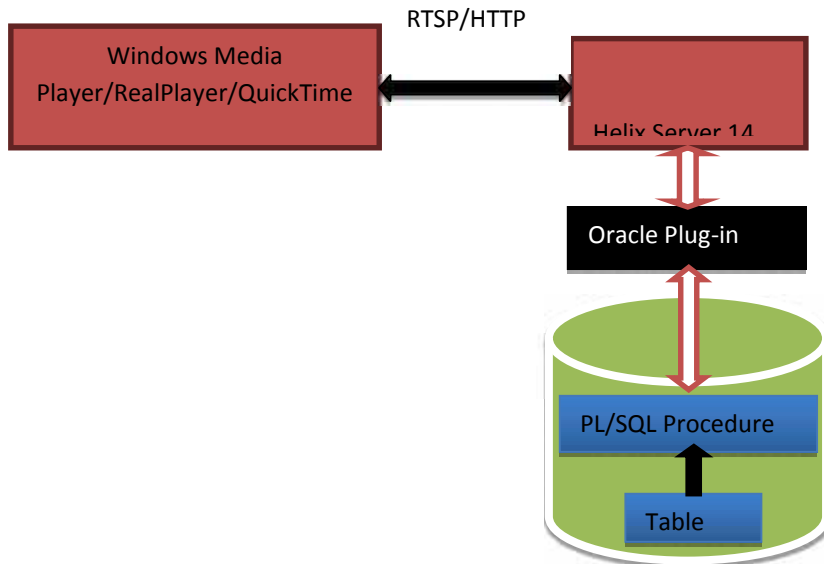 RTSP/HTTP
Windows Media
Player/RealPlayer/QuickTime
Helix Server 14
Oracle Plug-in
PL/SQL Procedure
Table